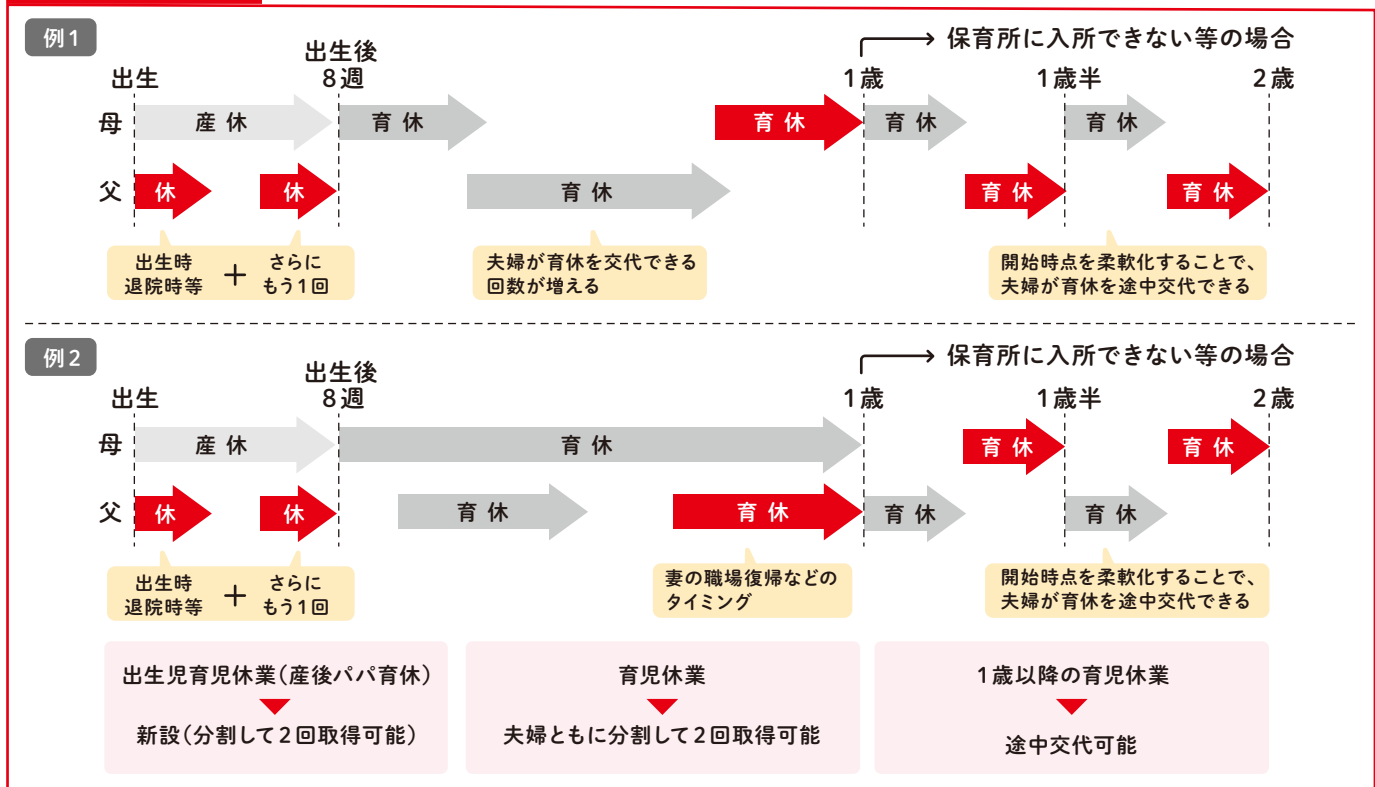 例1
保育所に入所できない等の場合
出生
出生後
8週
1歳
1歳半
2歳
母
産休
育休
育休
育休
育休
父
休
休
育休
育休
育休
出生時
退院時等
+
さらに
もう1回
夫婦が育休を交代できる
回数が増える
開始時点を柔軟化することで、
夫婦が育休を途中交代できる
例2
保育所に入所できない等の場合
出生
出生後
8週
1歳
1歳半
2歳
母
産休
育休
育休
育休
父
休
休
育休
育休
育休
育休
出生時
退院時等
+
さらに
もう1回
妻の職場復帰などの
タイミング
開始時点を柔軟化することで、
夫婦が育休を途中交代できる
出生児育児休業(産後パパ育休)
新設(分割して2回取得可能)
育児休業
夫婦ともに分割して2回取得可能
1歳以降の育児休業
途中交代可能